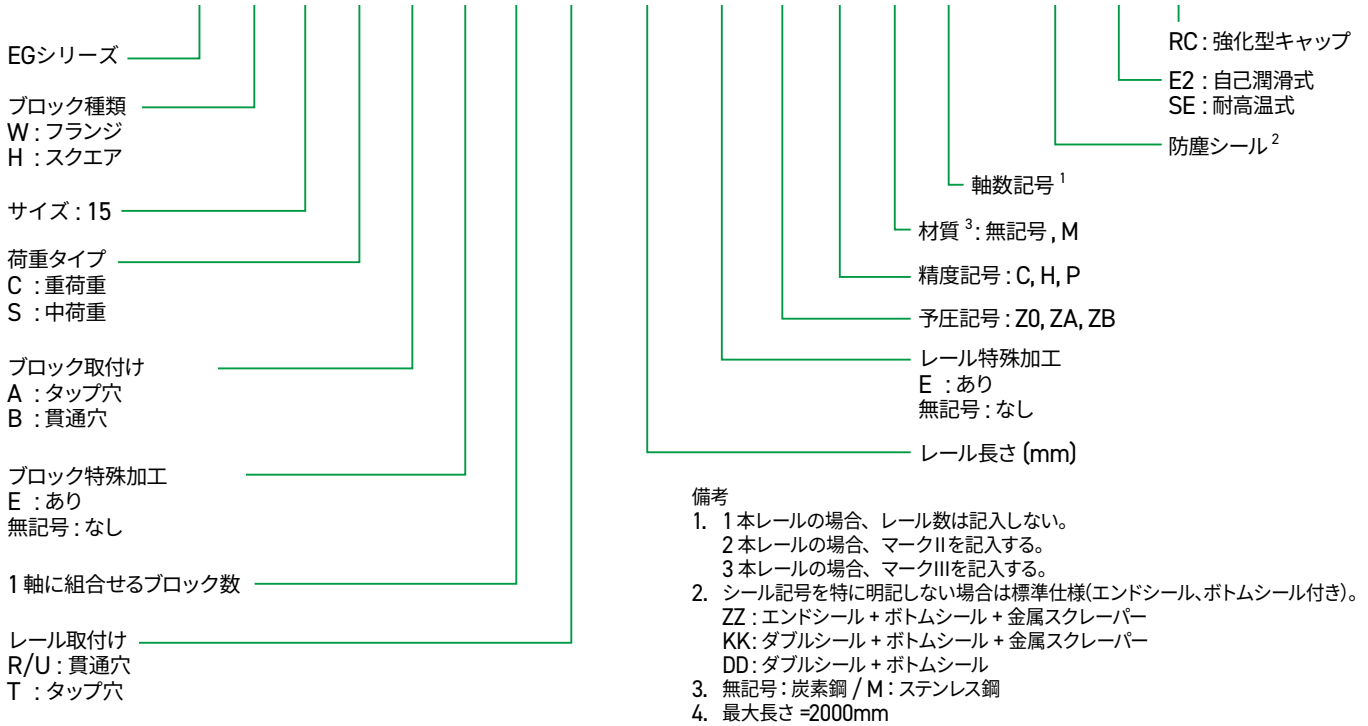 EGシリーズ
ブロック種類
W : フランジ
H : スクエア
サイズ : 15
荷重タイプ
C : 重荷重
S : 中荷重
ブロック取付け
A : タップ穴
B : 貫通穴
ブロック特殊加工
E : あり
無記号 : なし
1 軸に組合せるブロック数
レール取付け
R/U : 貫通穴
T : タップ穴
RC : 強化型キャップ
E2 : 自己潤滑式
SE : 耐高温式
防塵シール 2
軸数記号 1
材質 3 : 無記号 , M
精度記号 : C, H, P
予圧記号 : Z0, ZA, ZB
レール特殊加工
E : あり
無記号 : なし
レール長さ (mm)
備考
1. 1 本レールの場合、レール数は記入しない。
2 本レールの場合、マークIIを記入する。
3 本レールの場合、マークIIIを記入する。
2. シール記号を特に明記しない場合は標準仕様(エンドシール、ボトムシール付き)。
ZZ : エンドシール + ボトムシール + 金属スクレーパー
KK: ダブルシール + ボトムシール + 金属スクレーパー
DD: ダブルシール + ボトムシール
3. 無記号 : 炭素鋼 / M : ステンレス鋼
4. 最大長さ =2000mm